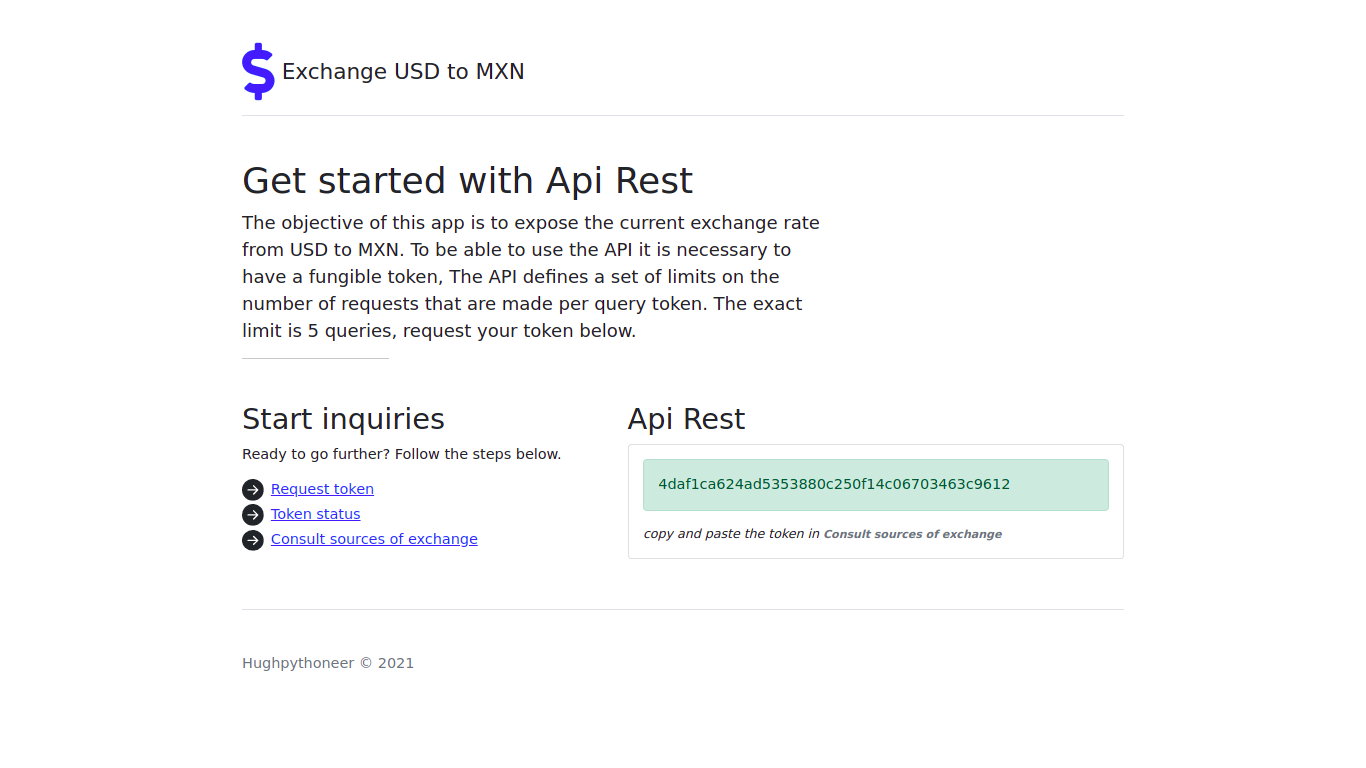 Exchange USD to MXN
Get started with Api Rest
The objective of this app is to expose the current exchange rate
from USD to MXN. To be able to use the API it is necessary to
have a fungible token, The API defines a set of limits on the
number of requests that are made per query token. The exact
limit is 5 queries, request your token below.
Start inquiries
Ready to go further? Follow the steps below.
Request token
Token status
Consult sources of exchange
Api Rest
4daf1ca624ad5353880c250f14c06703463c9612
copy and paste the token in Consult sources of exchange
Hughpythoneer © 2021